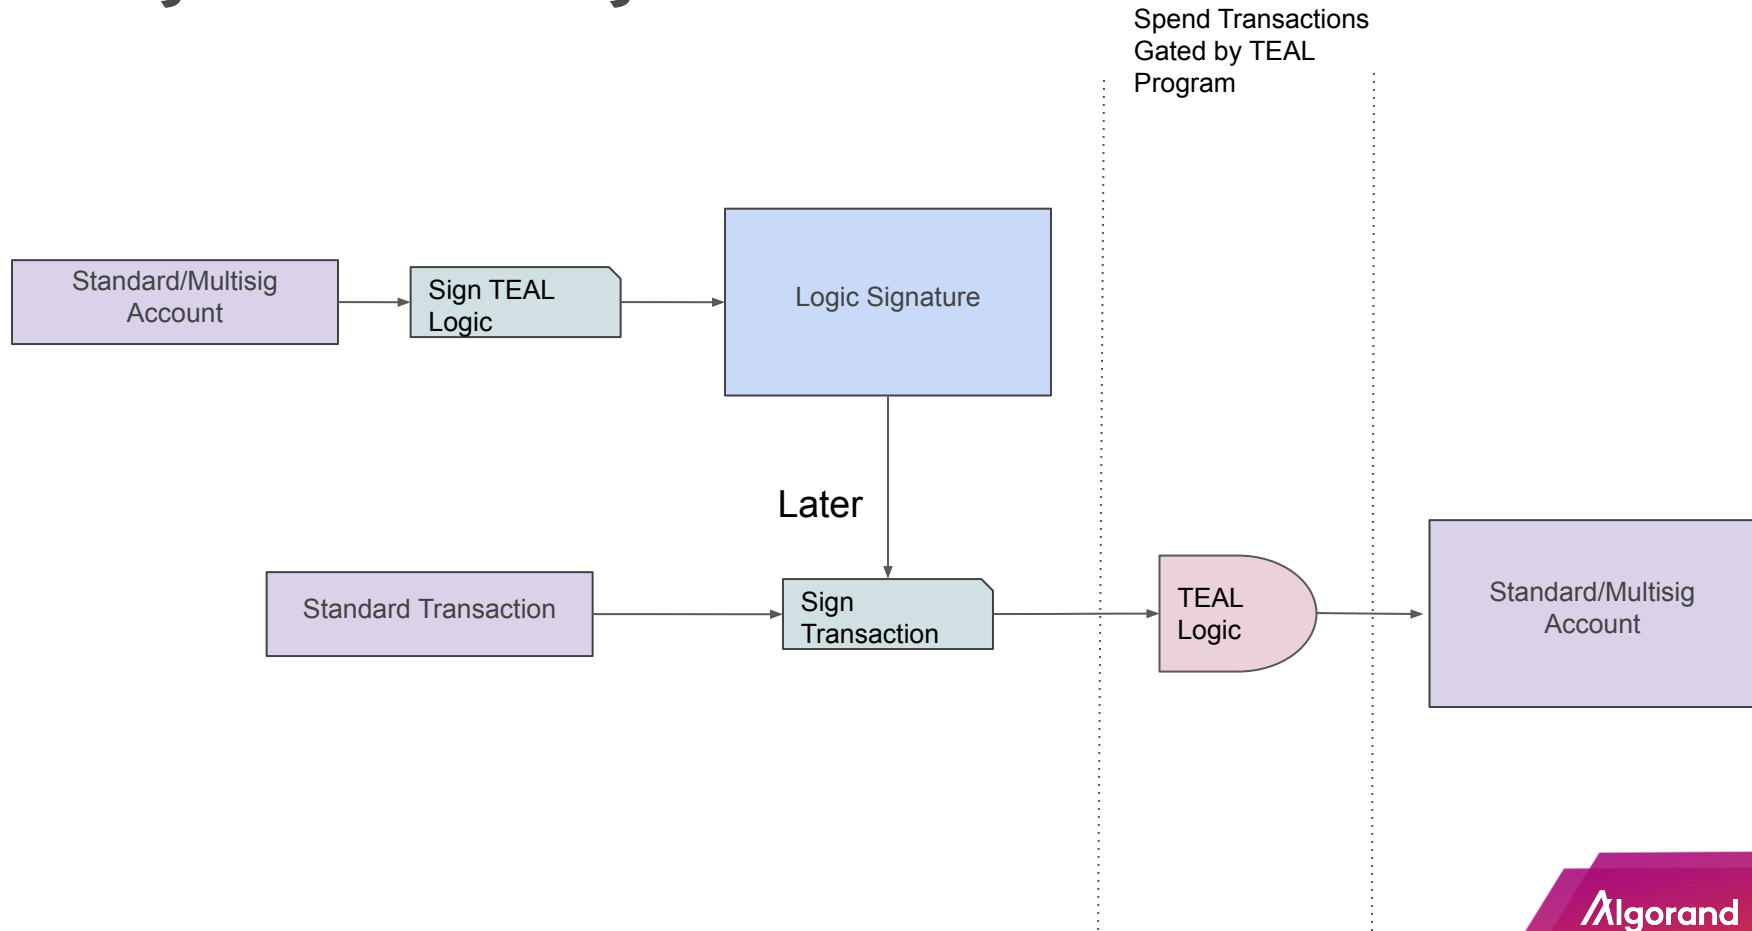 Spend Transactions
Gated by TEAL
Program
Standard/Multisig
Account
Sign TEAL
Logic
Logic Signature
Later
Standard Transaction
Sign
Transaction
TEAL
Logic
Standard/Multisig
Account
Algorand